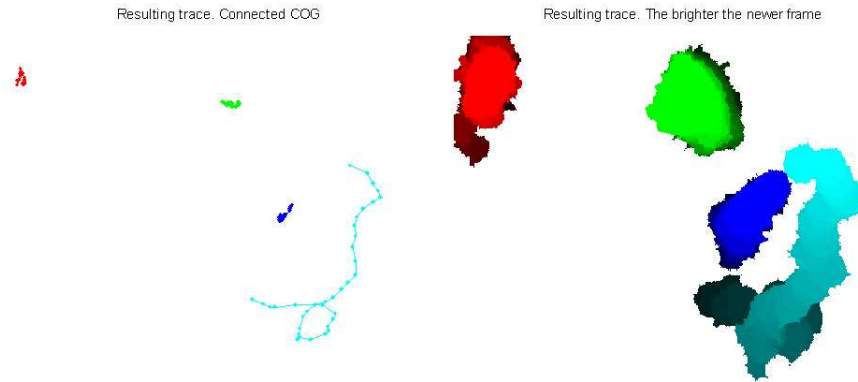 Resulting trace. Connected COG
Resulting trace. The brighter the newer frame